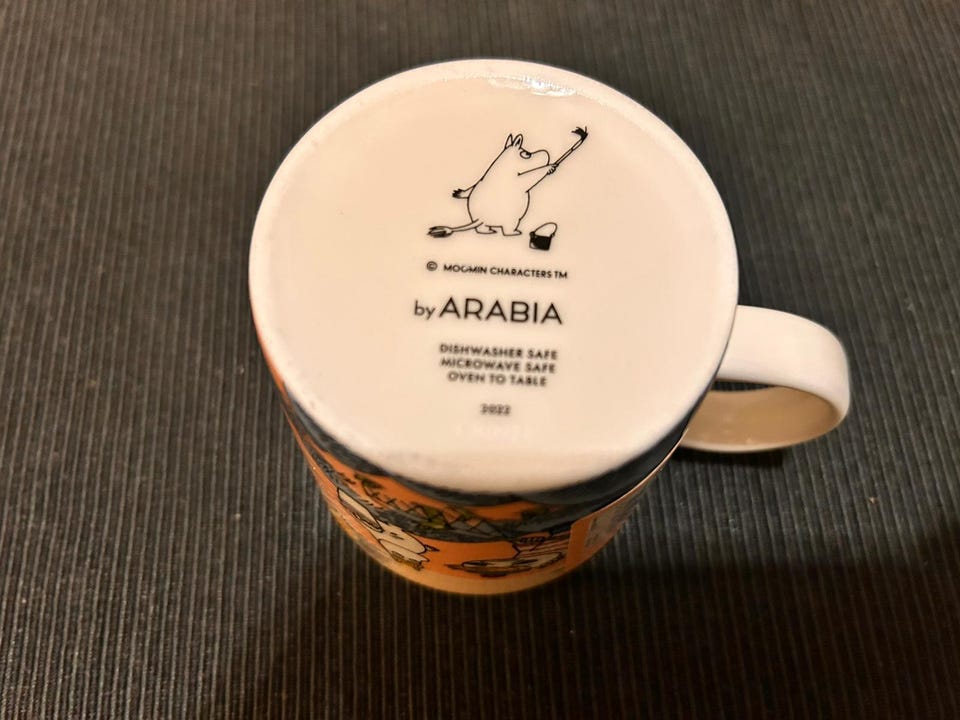 © MOOMIN CHARACTERS TM
by ARABIA
DISHWASHER SAFE
MICROWAVE SAFE
OVEN TO TABLE
2022